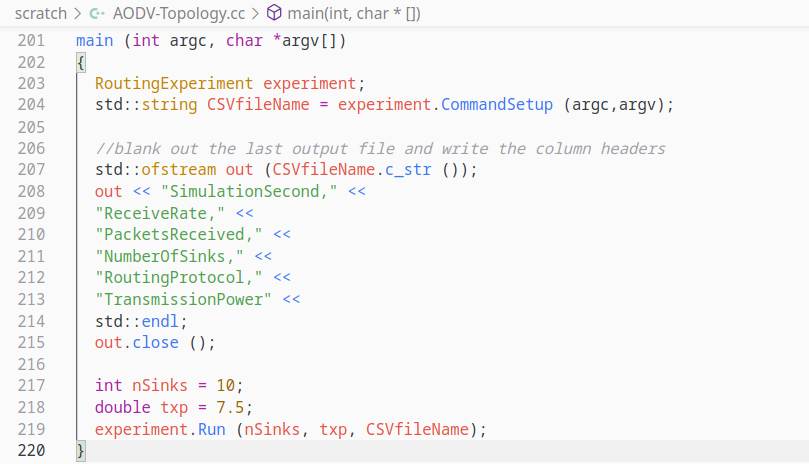 scratch > AODV-Topology.cc > main(int, char * [])
201 main (int argc, char *argv[])
202 {
203   RoutingExperiment experiment;
204   std::string CSVfileName = experiment.CommandSetup (argc,argv);
205
206   //blank out the last output file and write the column headers
207   std::ofstream out (CSVfileName.c_str ());
208   out << "SimulationSecond," <<
209   "ReceiveRate," <<
210   "PacketsReceived," <<
211   "NumberOfSinks," <<
212   "RoutingProtocol," <<
213   "TransmissionPower" <<
214   std::endl;
215   out.close ();
216
217   int nSinks = 10;
218   double txp = 7.5;
219   experiment.Run (nSinks, txp, CSVfileName);
220 }